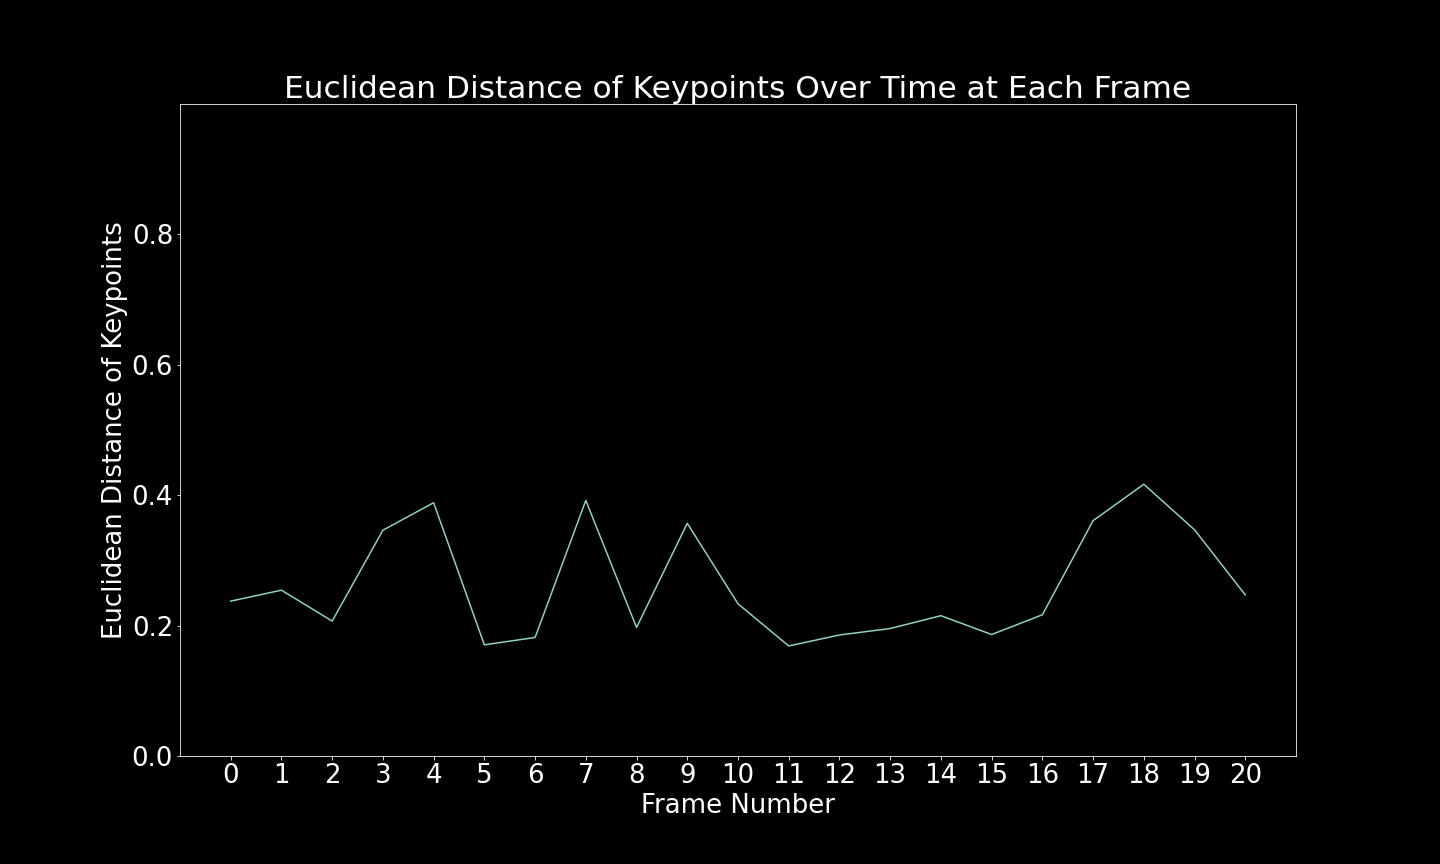 Euclidean Distance of Keypoints Over Time at Each Frame
Euclidean Distance of Keypoints
0.8
0.6
0.4
0.2
0.0
0 1 2 3 4 5 6 7 8 9 10 11 12 13 14 15 16 17 18 19 20
Frame Number